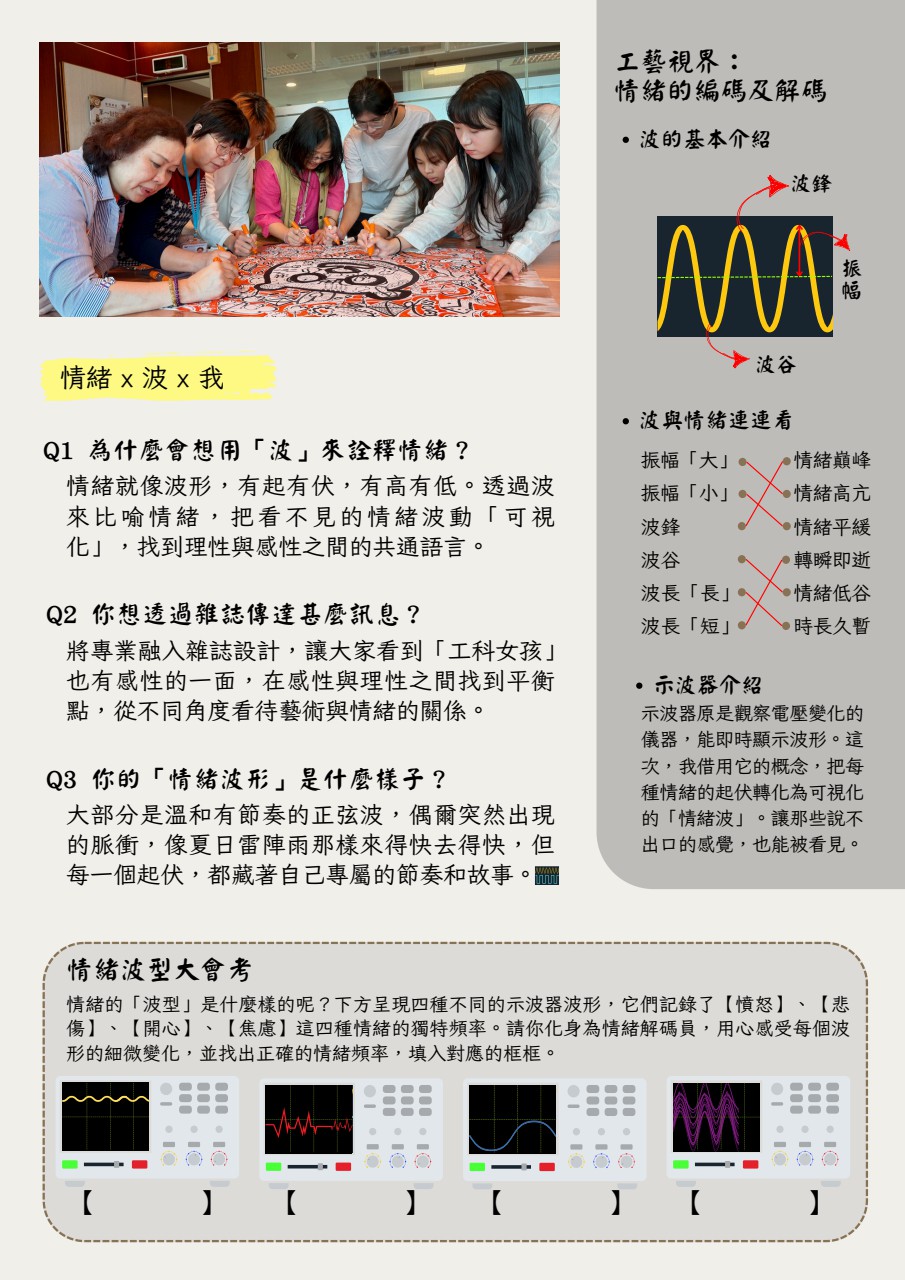 情緒 x 波 x 我
Q1 為什麼會想用「波」來詮釋情緒？
情緒就像波形，有起有伏，有高有低。透過波
來比喻情緒，把看不見的情緒波動「可視
化」，找到理性與感性之間的共通語言。
Q2 你想透過雜誌傳達甚麼訊息？
將專業融入雜誌設計，讓大家看到「工科女孩」
也有感性的一面，在感性與理性之間找到平衡
點，從不同角度看待藝術與情緒的關係。
Q3 你的「情緒波形」是什麼樣子？
大部分是溫和有節奏的正弦波，偶爾突然出現
的脈衝，像夏日雷陣雨那樣來得快去得快，但
每一個起伏，都藏著自己專屬的節奏和故事。
工藝視界：
情緒的編碼及解碼
• 波的基本介紹
波鋒
振
幅
波谷
• 波與情緒連連看
振幅「大」 情緒巔峰
振幅「小」 情緒高亢
波鋒 情緒平緩
波谷 轉瞬即逝
波長「長」 情緒低谷
波長「短」 時長久暫
• 示波器介紹
示波器原是觀察電壓變化的
儀器，能即時顯示波形。這
次，我借用它的概念，把每
種情緒的起伏轉化為可視化
的「情緒波」。讓那些說不
出口的感覺，也能被看見。
情緒波型大會考
情緒的「波型」是什麼樣的呢？下方呈現四種不同的示波器波形，它們記錄了【憤怒】、【悲
傷】、【開心】、【焦慮】這四種情緒的獨特頻率。請你化身為情緒解碼員，用心感受每個波
形的細微變化，並找出正確的情緒頻率，填入對應的框框。
【 】 【 】 【 】 【 】